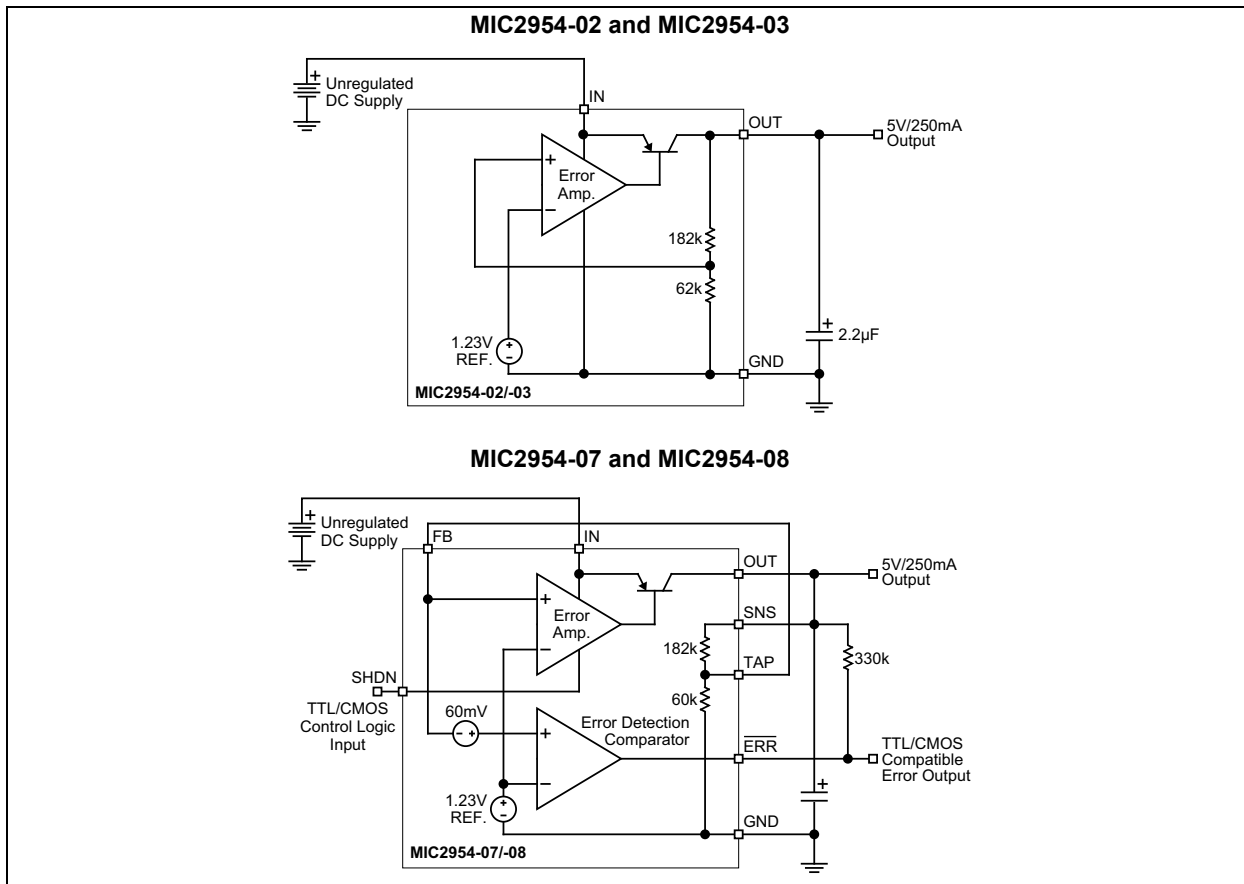 MIC2954-02 and MIC2954-03
+
Unregulated
DC Supply
IN
OUT
5V/250mA
Output
+
Error
Amp.
−
182k
62k
1.23V
REF.
+
−
+
2.2µF
GND
MIC2954-02/-03
MIC2954-07 and MIC2954-08
+
Unregulated
DC Supply
FB
IN
OUT
5V/250mA
Output
+
Error
Amp.
−
SNS
182k
330k
TAP
SHDN
60k
TTL/CMOS
Control Logic
Input
60mV
− +
+
Error Detection
Comparator
−
ERR
TTL/CMOS
Compatible
Error Output
1.23V
REF.
+
−
+
GND
MIC2954-07/-08